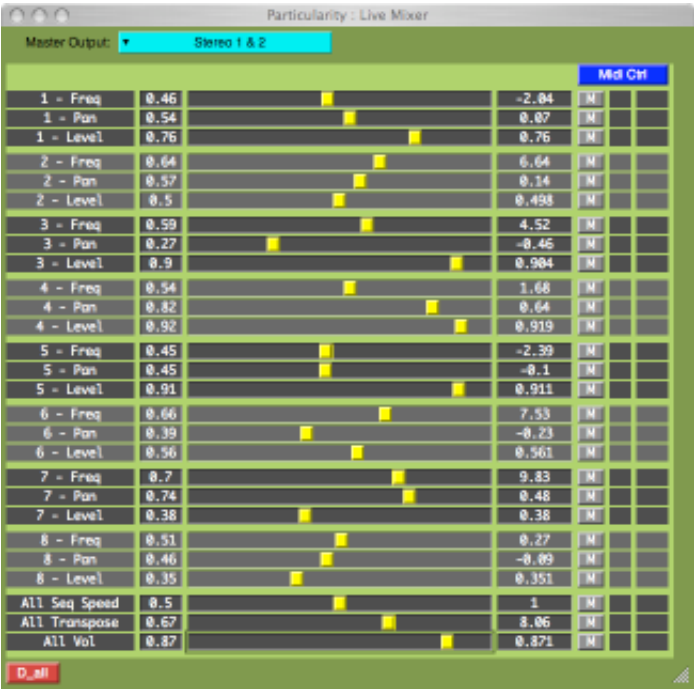 Particularity : Live Mixer
Master Output: Stereo 1 & 2
Midi Ctrl
1 - Freq 0.46 -2.04 M
1 - Pan 0.54 0.07 M
1 - Level 0.76 0.76 M
2 - Freq 0.64 6.64 M
2 - Pan 0.57 0.14 M
2 - Level 0.5 0.498 M
3 - Freq 0.59 4.52 M
3 - Pan 0.27 -0.46 M
3 - Level 0.9 0.904 M
4 - Freq 0.54 1.68 M
4 - Pan 0.82 0.64 M
4 - Level 0.92 0.919 M
5 - Freq 0.45 -2.39 M
5 - Pan 0.45 -0.1 M
5 - Level 0.91 0.911 M
6 - Freq 0.66 7.53 M
6 - Pan 0.39 -0.23 M
6 - Level 0.56 0.561 M
7 - Freq 0.7 9.83 M
7 - Pan 0.74 0.48 M
7 - Level 0.38 0.38 M
8 - Freq 0.51 0.27 M
8 - Pan 0.46 -0.09 M
8 - Level 0.35 0.351 M
All Seq Speed 0.5 1 M
All Transpose 0.67 8.06 M
All Vol 0.87 0.871 M
D_all